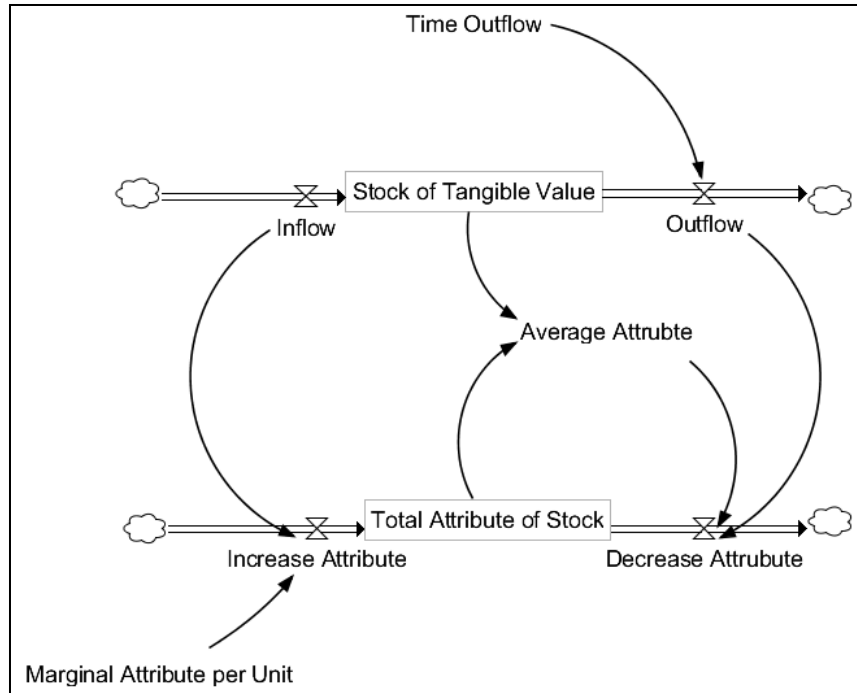 Time Outflow
Stock of Tangible Value
Inflow
Outflow
Average Attrubte
Total Attribute of Stock
Increase Attribute
Decrease Attrubute
Marginal Attribute per Unit